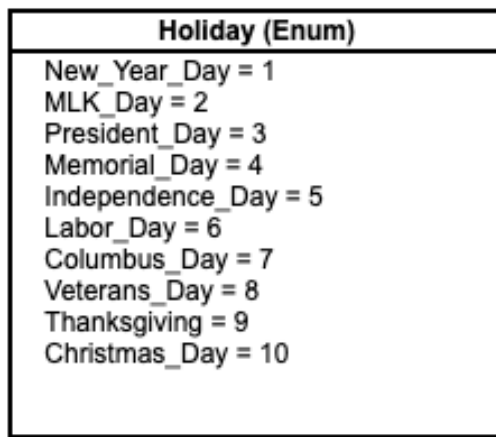 Holiday (Enum)
New_Year_Day = 1
MLK_Day = 2
President_Day = 3
Memorial_Day = 4
Independence_Day = 5
Labor_Day = 6
Columbus_Day = 7
Veterans_Day = 8
Thanksgiving = 9
Christmas_Day = 10